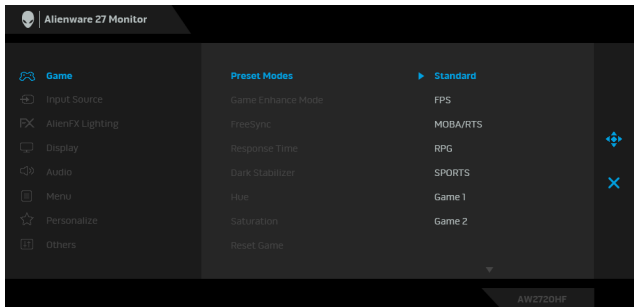 Alienware 27 Monitor
Game
Preset Modes
Standard
Input Source
Game Enhance Mode
FPS
FX
AlienFX Lighting
FreeSync
MOBA/RTS
Display
Response Time
RPG
Audio
Dark Stabilizer
SPORTS
Menu
Hue
Game 1
Personalize
Saturation
Game 2
Others
Reset Game
AW2720HF